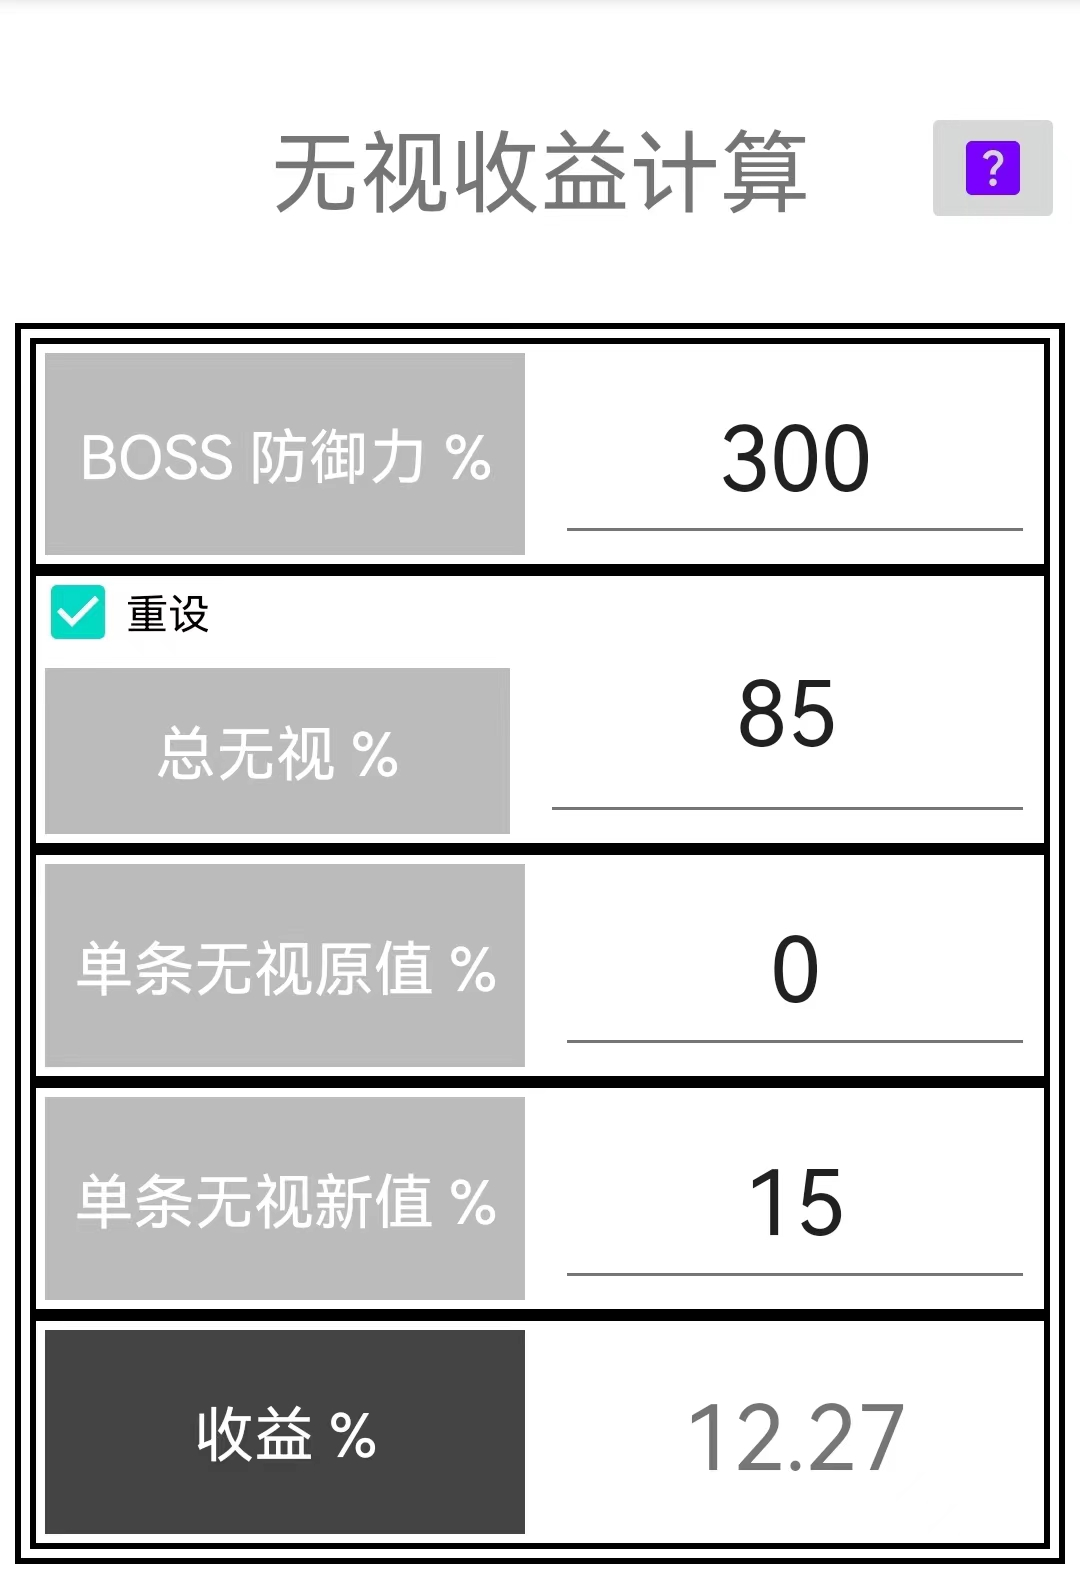 无视收益计算
?
BOSS 防御力 % 300
重设
总无视 % 85
单条无视原值 % 0
单条无视新值 % 15
收益 % 12.27